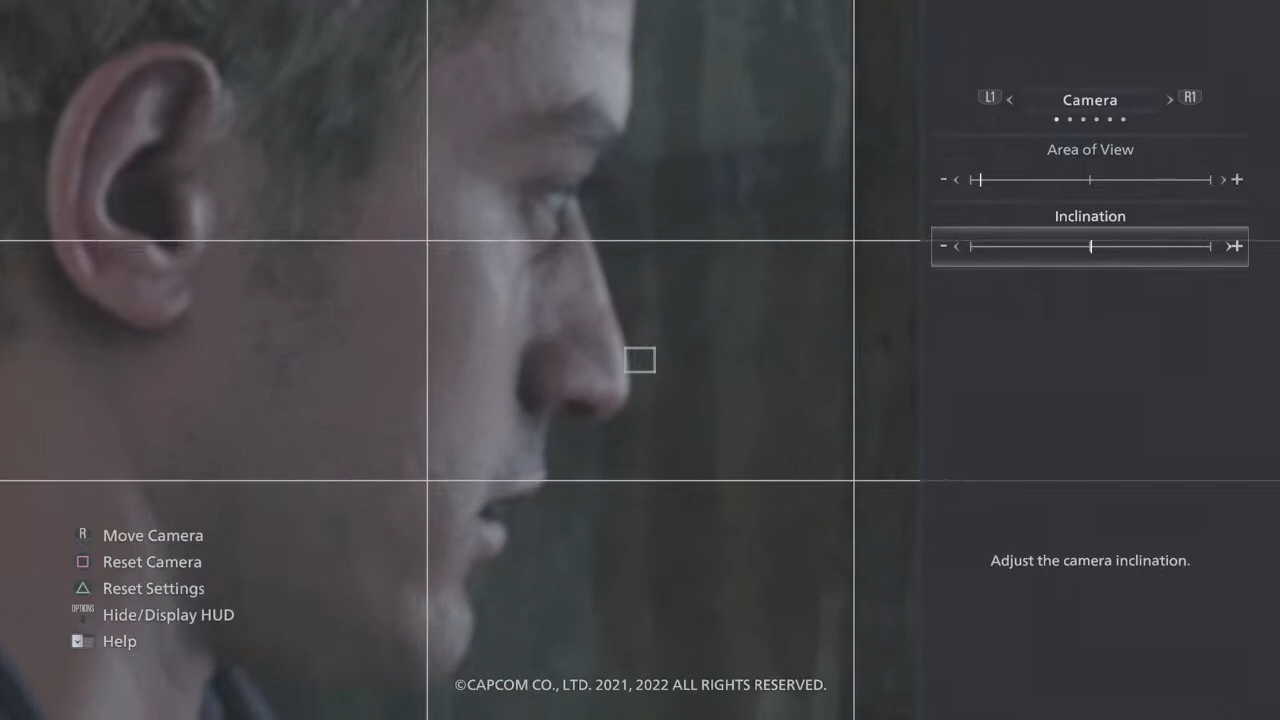 L1 Camera R1
Area of View
- +
Inclination
- +
R Move Camera
Reset Camera
Reset Settings
OPTIONS Hide/Display HUD
Help
Adjust the camera inclination.
©CAPCOM CO., LTD. 2021, 2022 ALL RIGHTS RESERVED.